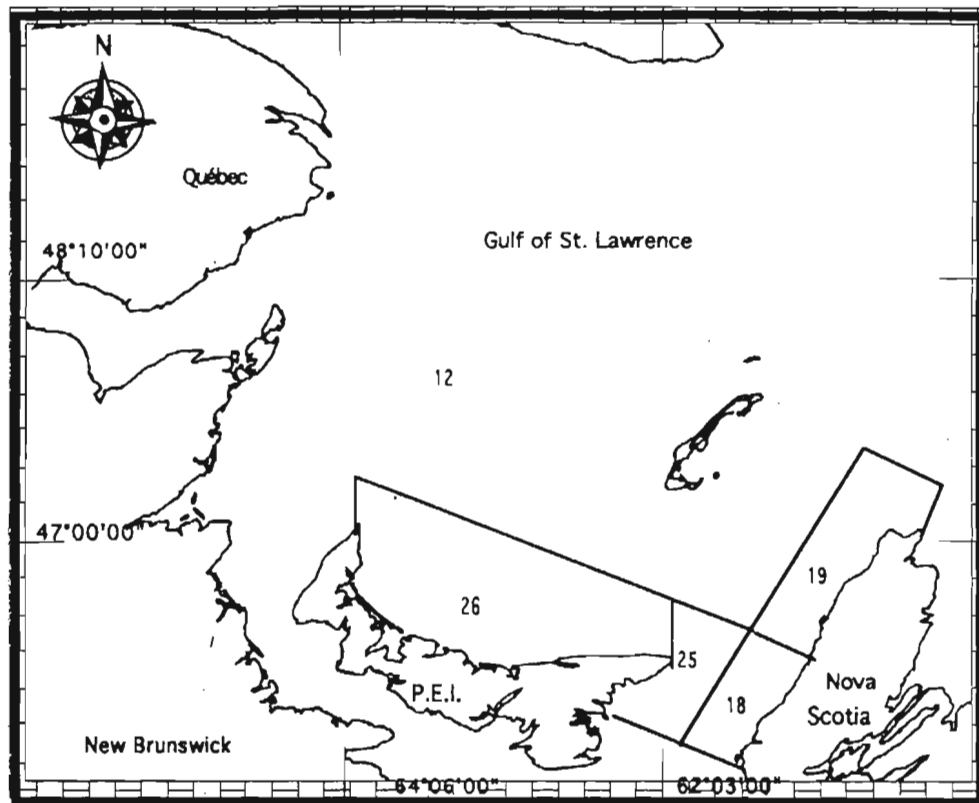 N
Québec
48°10'00"
Gulf of St. Lawrence
12
47°00'00"
19
26
25
P.E.I.
18
Nova
Scotia
New Brunswick
64°06'00"
62°03'00"